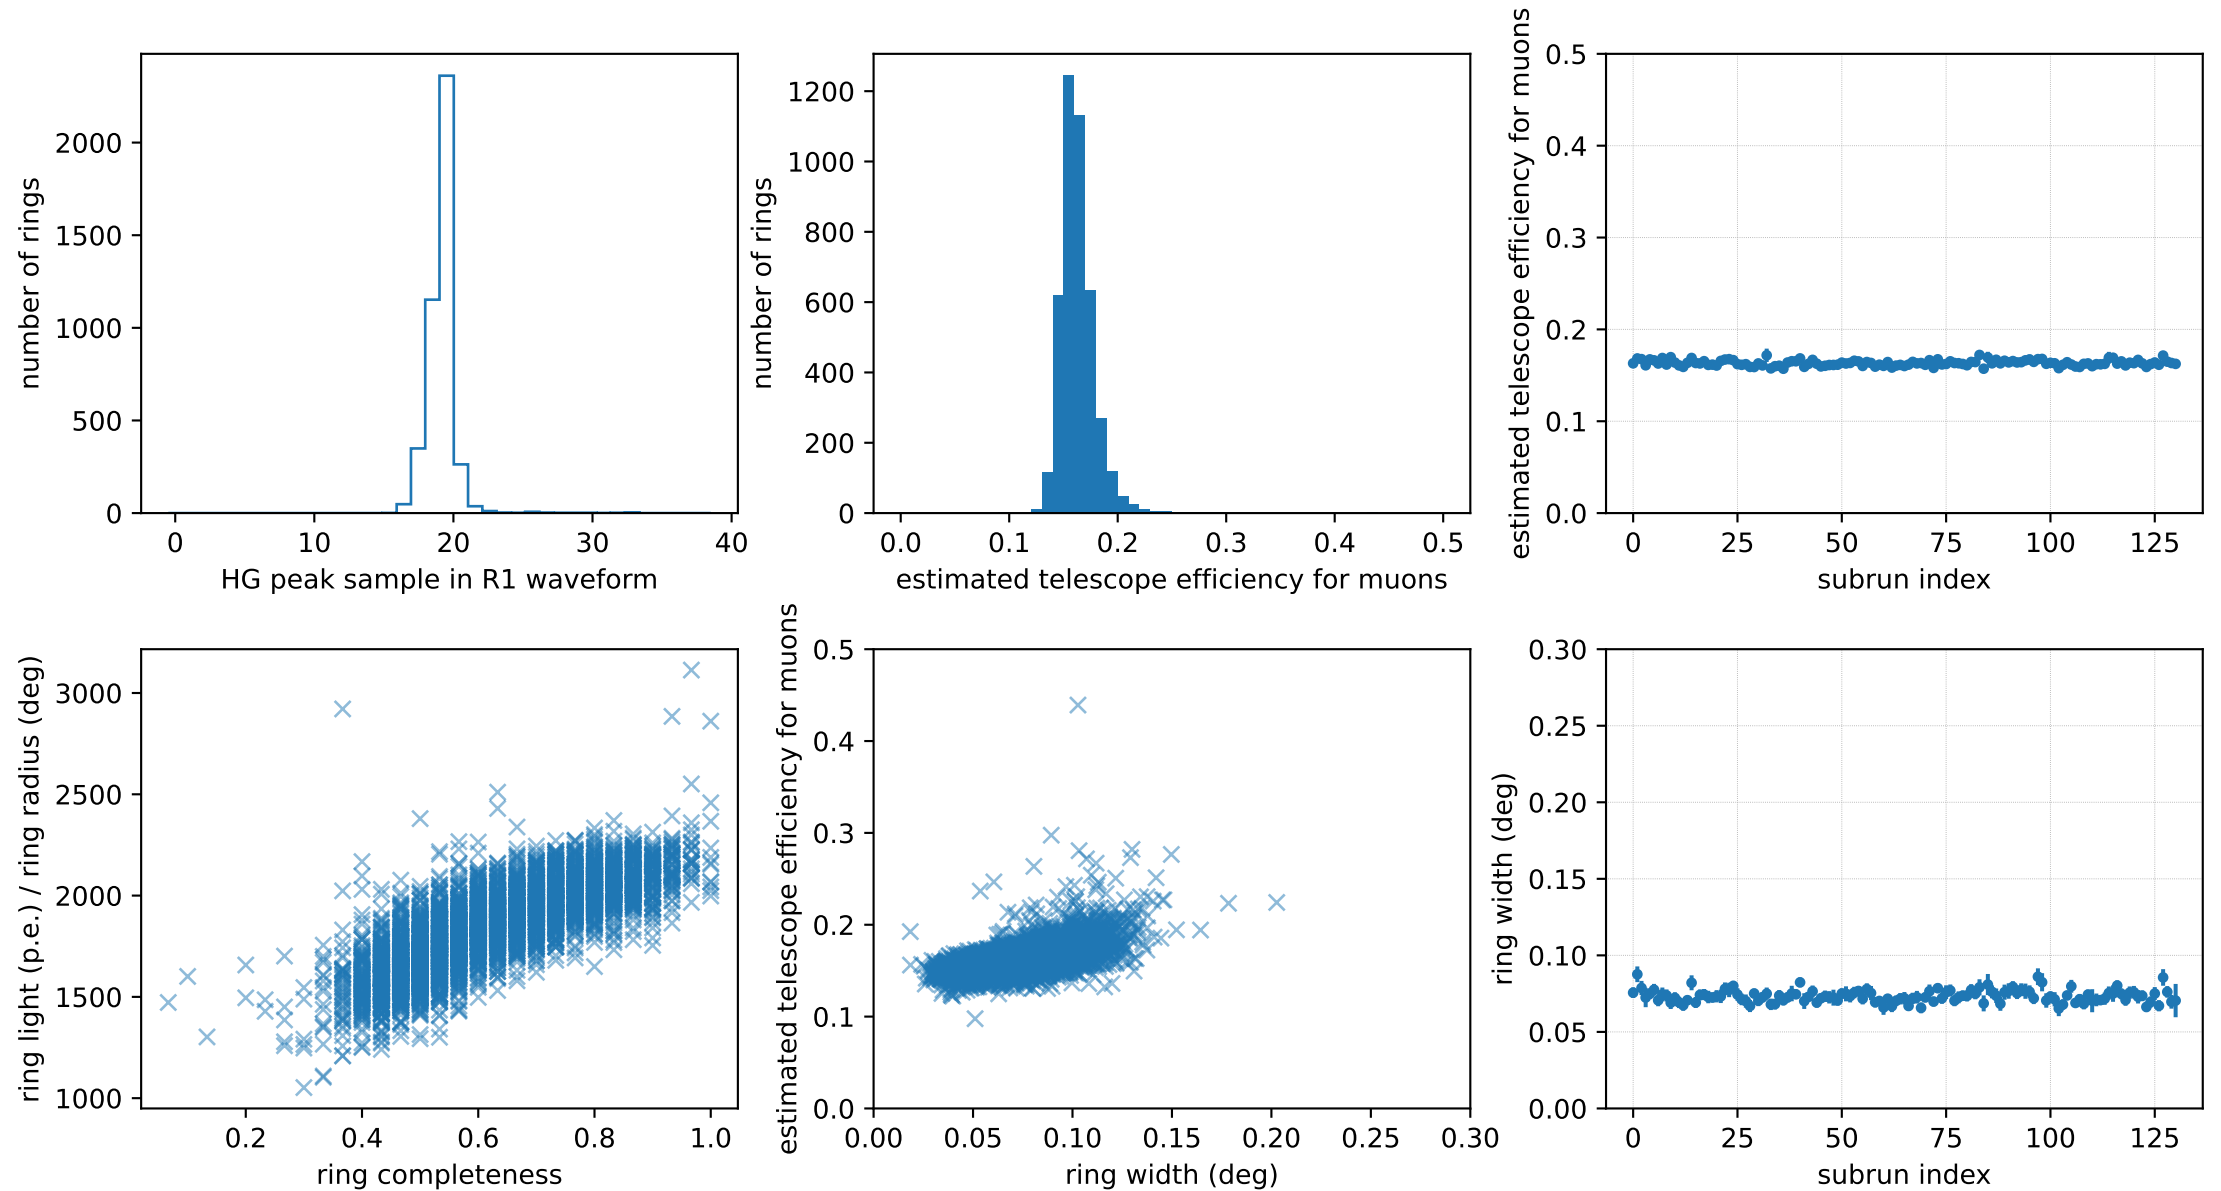 number of rings
2000
1500
1000
500
0
0 10 20 30 40
HG peak sample in R1 waveform
number of rings
1200
1000
800
600
400
200
0
0.0 0.1 0.2 0.3 0.4 0.5
estimated telescope efficiency for muons
estimated telescope efficiency for muons
0.5
0.4
0.3
0.2
0.1
0.0
0 25 50 75 100 125
subrun index
ring light (p.e.) / ring radius (deg)
3000
2500
2000
1500
1000
0.2 0.4 0.6 0.8 1.0
ring completeness
estimated telescope efficiency for muons
0.5
0.4
0.3
0.2
0.1
0.0
0.00 0.05 0.10 0.15 0.20 0.25 0.30
ring width (deg)
ring width (deg)
0.30
0.25
0.20
0.15
0.10
0.05
0.00
0 25 50 75 100 125
subrun index